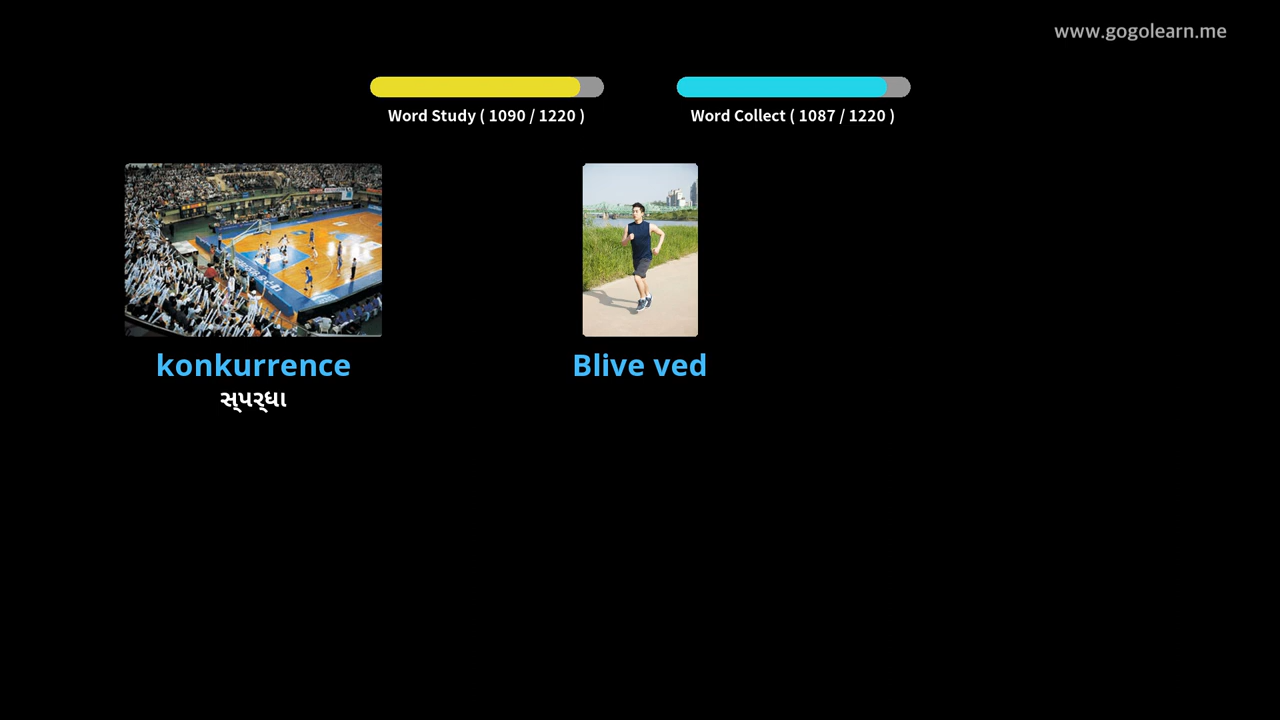 www.gogolearn.me
Word Study ( 1090 / 1220 )
Word Collect ( 1087 / 1220 )
konkurrence
સ્પર્ધા
Blive ved